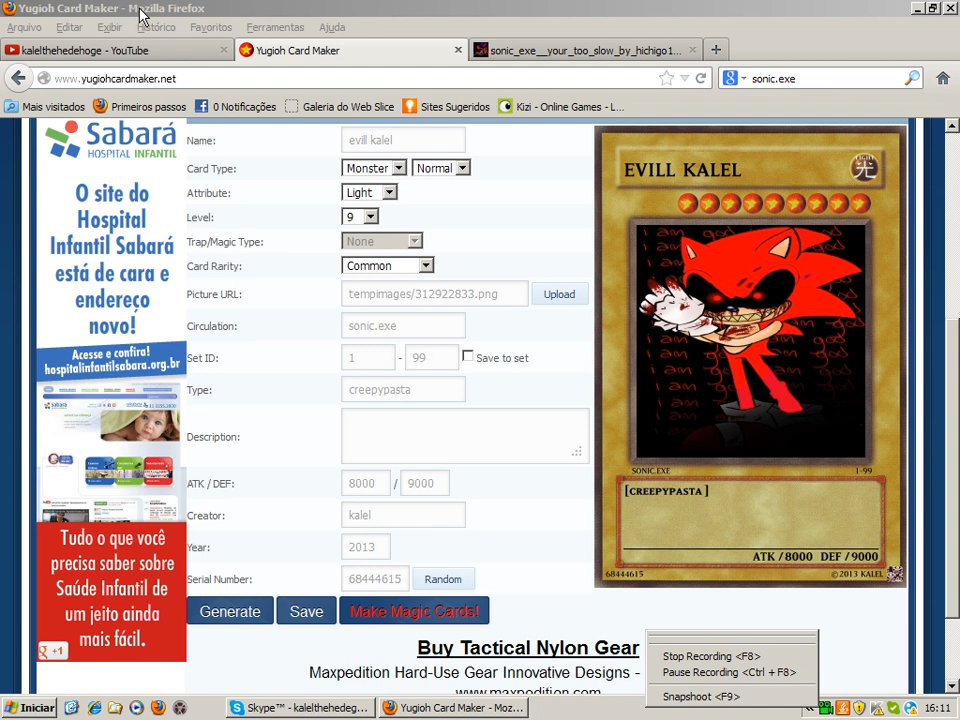 Yugioh Card Maker - Mozilla Firefox
Arquivo Editar Exibir Histórico Favoritos Ferramentas Ajuda
kalelthehedehoge - YouTube
Yugioh Card Maker
sonic_exe__your_too_slow_by_hichigo1...
www.yugiohcardmaker.net
sonic.exe
Mais visitados
Primeiros passos
0 Notificações
Galeria do Web Slice
Sites Sugeridos
Kizi - Online Games - L...
Sabará
HOSPITAL INFANTIL
O site do
Hospital
Infantil Sabará
está de cara e
endereço
novo!
Acesse e confira!
hospitalinfantilsabara.org.br
Tudo o que você
precisa saber sobre
Saúde Infantil de
um jeito ainda
mais fácil.
+1
Name: evill kalel
Card Type: Monster Normal
Attribute: Light
Level: 9
Trap/Magic Type: None
Card Rarity: Common
Picture URL: tempimages/312922833.png Upload
Circulation: sonic.exe
Set ID: 1 - 99 Save to set
Type: creepypasta
Description:
ATK / DEF: 8000 / 9000
Creator: kalel
Year: 2013
Serial Number: 68444615 Random
Generate Save Make Magic Cards!
EVILL KALEL
LIGHT
光
i am god
SONIC.EXE 1-99
[CREEPYPASTA]
ATK/8000 DEF/9000
68444615 ©2013 KALEL
Buy Tactical Nylon Gear
Maxpedition Hard-Use Gear Innovative Designs -
www.maxpedition.com
Stop Recording <F8>
Pause Recording <Ctrl + F8>
Snapshoot <F9>
Iniciar
Skype™ - kalelthehedeg...
Yugioh Card Maker - Moz...
16:11